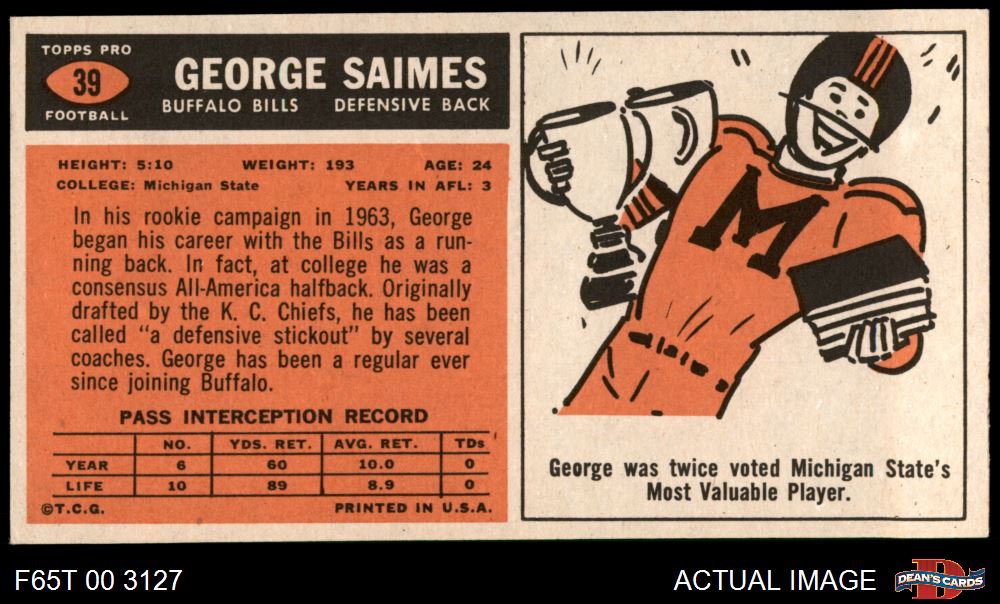 TOPPS PRO
39
FOOTBALL
GEORGE SAIMES
BUFFALO BILLS DEFENSIVE BACK
HEIGHT: 5:10 WEIGHT: 193 AGE: 24
COLLEGE: Michigan State YEARS IN AFL: 3
In his rookie campaign in 1963, George
began his career with the Bills as a run-
ning back. In fact, at college he was a
consensus All-America halfback. Originally
drafted by the K. C. Chiefs, he has been
called “a defensive stickout” by several
coaches. George has been a regular ever
since joining Buffalo.
PASS INTERCEPTION RECORD
NO. YDS. RET. AVG. RET. TDs
YEAR 6 60 10.0 0
LIFE 10 89 8.9 0
©T.C.G. PRINTED IN U.S.A.
M
George was twice voted Michigan State's
Most Valuable Player.
F65T 00 3127
ACTUAL IMAGE
D
DEAN'S CARDS